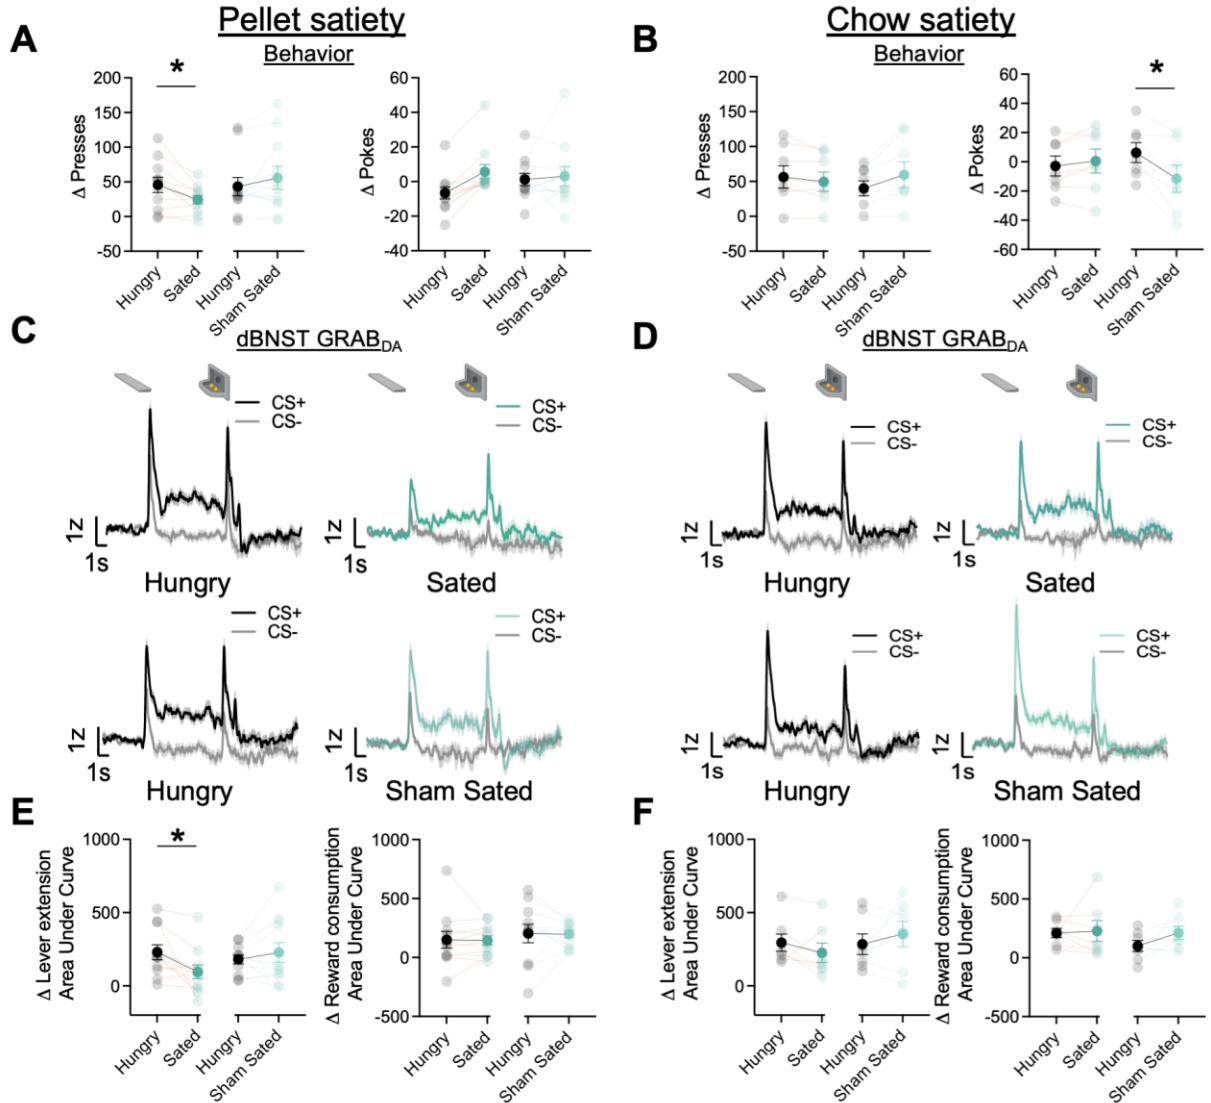 Pellet satiety
Chow satiety
A
Behavior
B
Behavior
*
200
150
100
50
0
-50
Δ Presses
Hungry
Sated
Hungry
Sham Sated
60
40
20
0
-20
-40
Δ Pokes
Hungry
Sated
Hungry
Sham Sated
200
150
100
50
0
-50
Δ Presses
Hungry
Sated
Hungry
Sham Sated
*
60
40
20
0
-20
-40
-60
Δ Pokes
Hungry
Sated
Hungry
Sham Sated
C
dBNST GRABDA
CS+
CS-
1z
1s
Hungry
CS+
CS-
Sated
CS+
CS-
1z
1s
Hungry
CS+
CS-
1z
1s
Sham Sated
D
dBNST GRABDA
CS+
CS-
1z
1s
Hungry
CS+
CS-
1z
1s
Sated
CS+
CS-
1z
1s
Hungry
CS+
CS-
1z
1s
Sham Sated
E
*
1000
500
0
Δ Lever extension
Area Under Curve
Hungry
Sated
Hungry
Sham Sated
1000
500
0
-500
Δ Reward consumption
Area Under Curve
Hungry
Sated
Hungry
Sham Sated
F
1000
500
0
Δ Lever extension
Area Under Curve
Hungry
Sated
Hungry
Sham Sated
1000
500
0
-500
Δ Reward consumption
Area Under Curve
Hungry
Sated
Hungry
Sham Sated